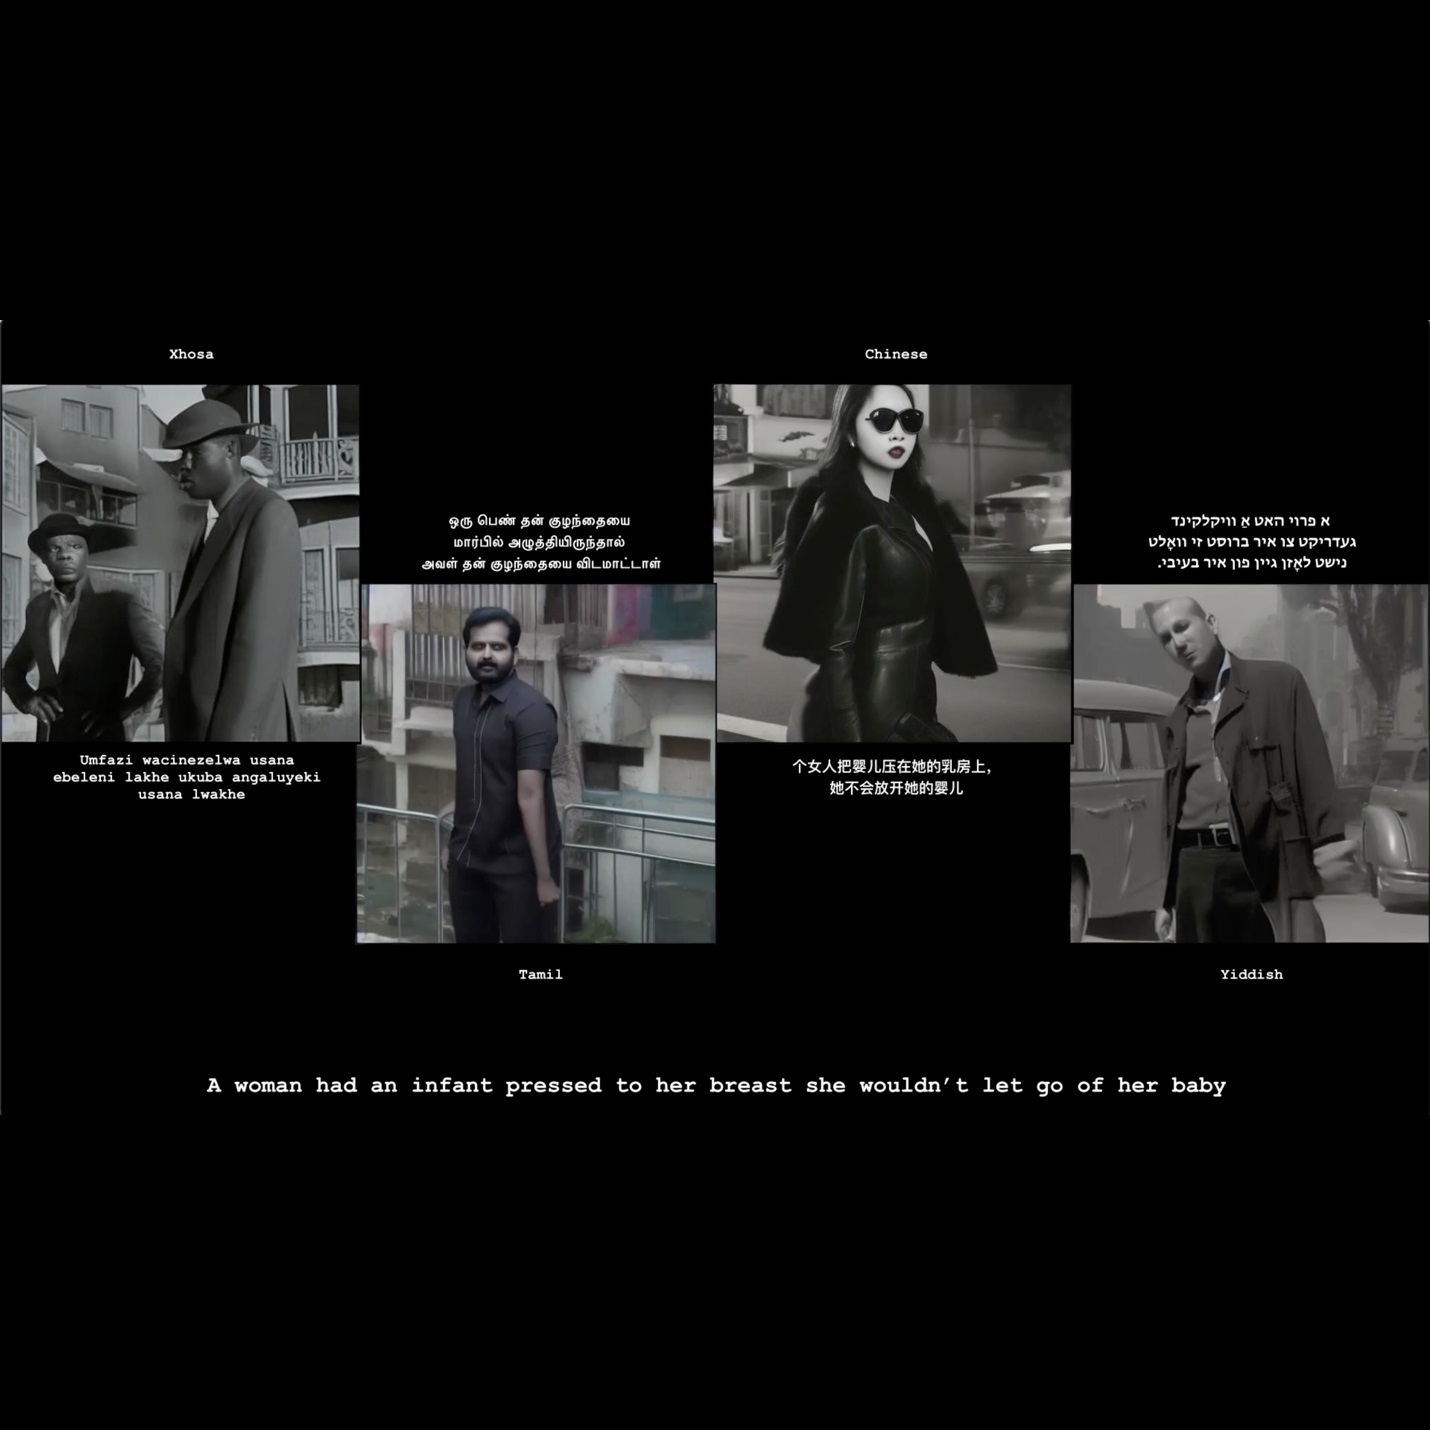 Xhosa
Umfazi wacinezelwa usana
ebeleni lakhe ukuba angaluyeki
usana lwakhe
ஒரு பெண் தன் குழந்தையை
மார்பில் அழுத்தியிருந்தால்
அவள் தன் குழந்தையை விடமாட்டாள்
Tamil
Chinese
个女人把婴儿压在她的乳房上,
她不会放开她的婴儿
א פרוי האט אַ וויקלקינד
געדריקט צו איר ברוסט זי וואָלט
נישט לאָזן גיין פון איר בעיבי.
Yiddish
A woman had an infant pressed to her breast she wouldn’t let go of her baby